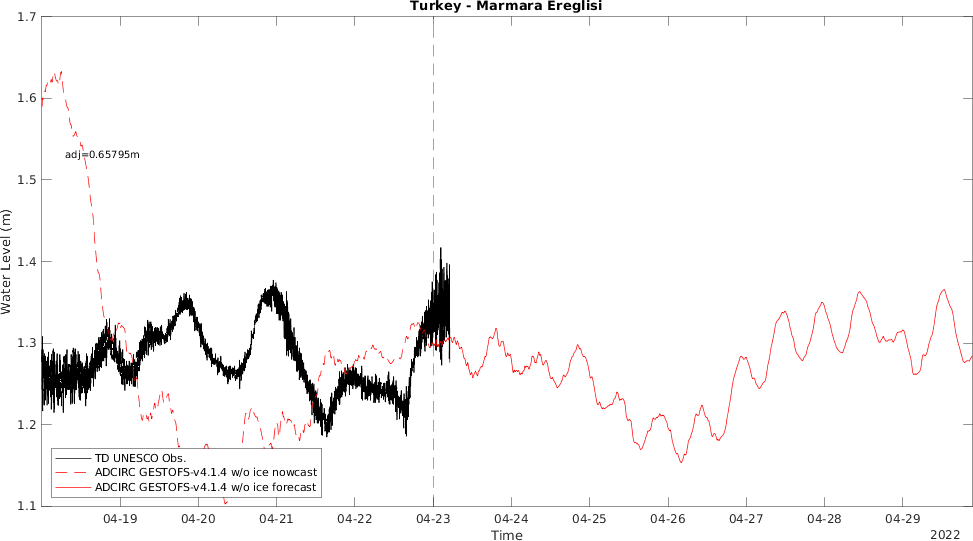 Turkey - Marmara Ereglisi
1.7
1.6
1.5
1.4
1.3
1.2
1.1
Water Level (m)
adj=0.65795m
TD UNESCO Obs.
ADCIRC GESTOFS-v4.1.4 w/o ice nowcast
ADCIRC GESTOFS-v4.1.4 w/o ice forecast
04-19 04-20 04-21 04-22 04-23 04-24 04-25 04-26 04-27 04-28 04-29
Time
2022